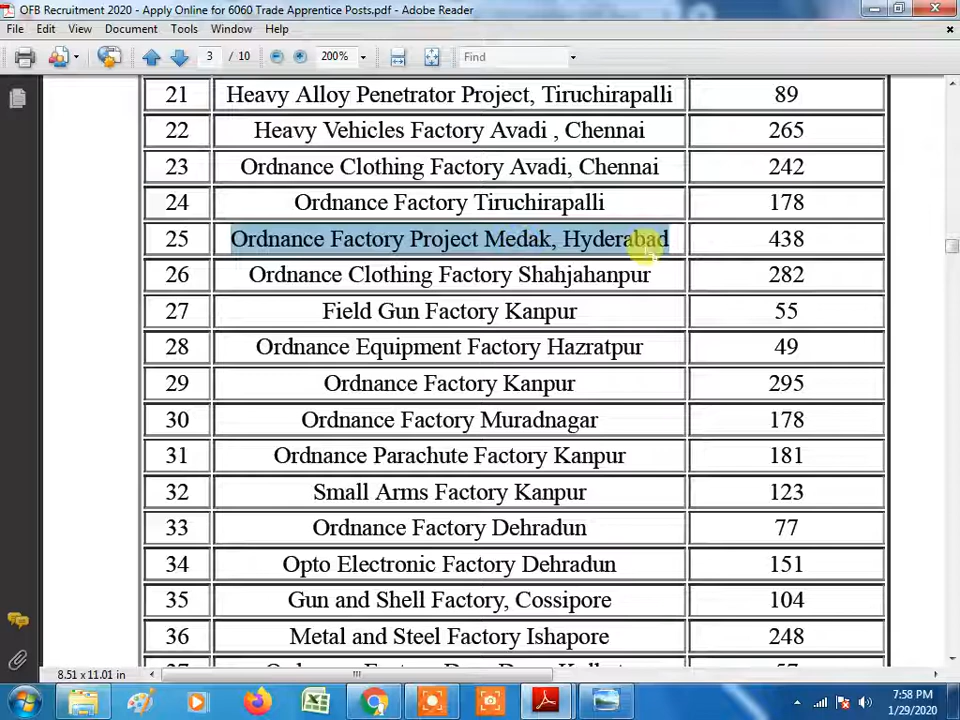 OFB Recruitment 2020 - Apply Online for 6060 Trade Apprentice Posts.pdf - Adobe Reader
File Edit View Document Tools Window Help
3 / 10 200% Find
21 Heavy Alloy Penetrator Project, Tiruchirapalli 89
22 Heavy Vehicles Factory Avadi , Chennai 265
23 Ordnance Clothing Factory Avadi, Chennai 242
24 Ordnance Factory Tiruchirapalli 178
25 Ordnance Factory Project Medak, Hyderabad 438
26 Ordnance Clothing Factory Shahjahanpur 282
27 Field Gun Factory Kanpur 55
28 Ordnance Equipment Factory Hazratpur 49
29 Ordnance Factory Kanpur 295
30 Ordnance Factory Muradnagar 178
31 Ordnance Parachute Factory Kanpur 181
32 Small Arms Factory Kanpur 123
33 Ordnance Factory Dehradun 77
34 Opto Electronic Factory Dehradun 151
35 Gun and Shell Factory, Cossipore 104
36 Metal and Steel Factory Ishapore 248
8.51 x 11.01 in
7:58 PM
1/29/2020